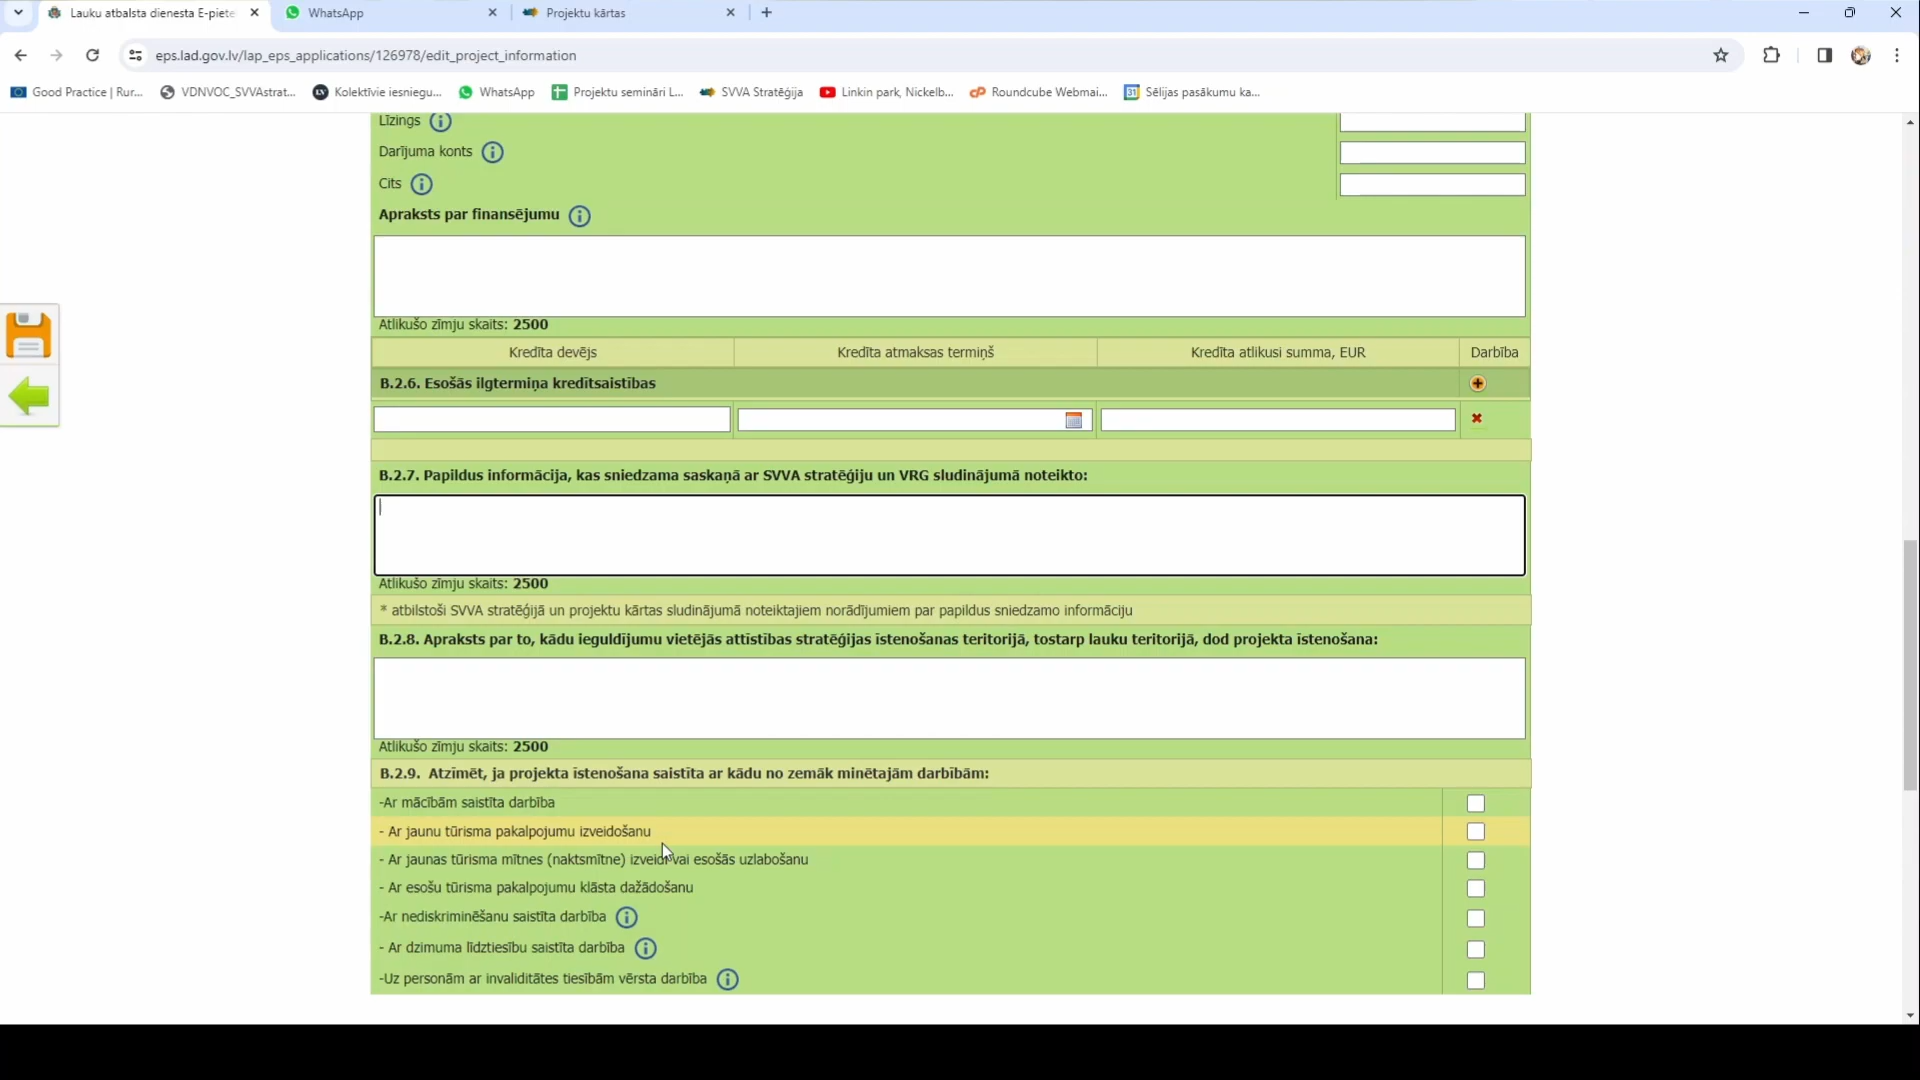 Lauku atbalsta dienesta E-piete
WhatsApp
Projektu kārtas
eps.lad.gov.lv/lap_eps_applications/126978/edit_project_information
Good Practice | Rur...
VDNVOC_SVVAstrat...
Kolektīvie iesniegu...
WhatsApp
Projektu semināri L...
SVVA Stratēģija
Linkin park, Nickelb...
Roundcube Webmai...
Sēlijas pasākumu ka...
Līzings
Darījuma konts
Cits
Apraksts par finansējumu
Atlikušo zīmju skaits: 2500
Kredīta devējs
Kredīta atmaksas termiņš
Kredīta atlikusī summa, EUR
Darbība
B.2.6. Esošās ilgtermiņa kredītsaistības
B.2.7. Papildus informācija, kas sniedzama saskaņā ar SVVA stratēģiju un VRG sludinājumā noteikto:
Atlikušo zīmju skaits: 2500
* atbilstoši SVVA stratēģijā un projektu kārtas sludinājumā noteiktajiem norādījumiem par papildus sniedzamo informāciju
B.2.8. Apraksts par to, kādu ieguldījumu vietējās attīstības stratēģijas īstenošanas teritorijā, tostarp lauku teritorijā, dod projekta īstenošana:
Atlikušo zīmju skaits: 2500
B.2.9. Atzīmēt, ja projekta īstenošana saistīta ar kādu no zemāk minētajām darbībām:
-Ar mācībām saistīta darbība
- Ar jaunu tūrisma pakalpojumu izveidošanu
- Ar jaunas tūrisma mītnes (naktsmītne) izveidi vai esošās uzlabošanu
- Ar esošu tūrisma pakalpojumu klāsta dažādošanu
-Ar nediskriminēšanu saistīta darbība
- Ar dzimuma līdztiesību saistīta darbība
-Uz personām ar invaliditātes tiesībām vērsta darbība